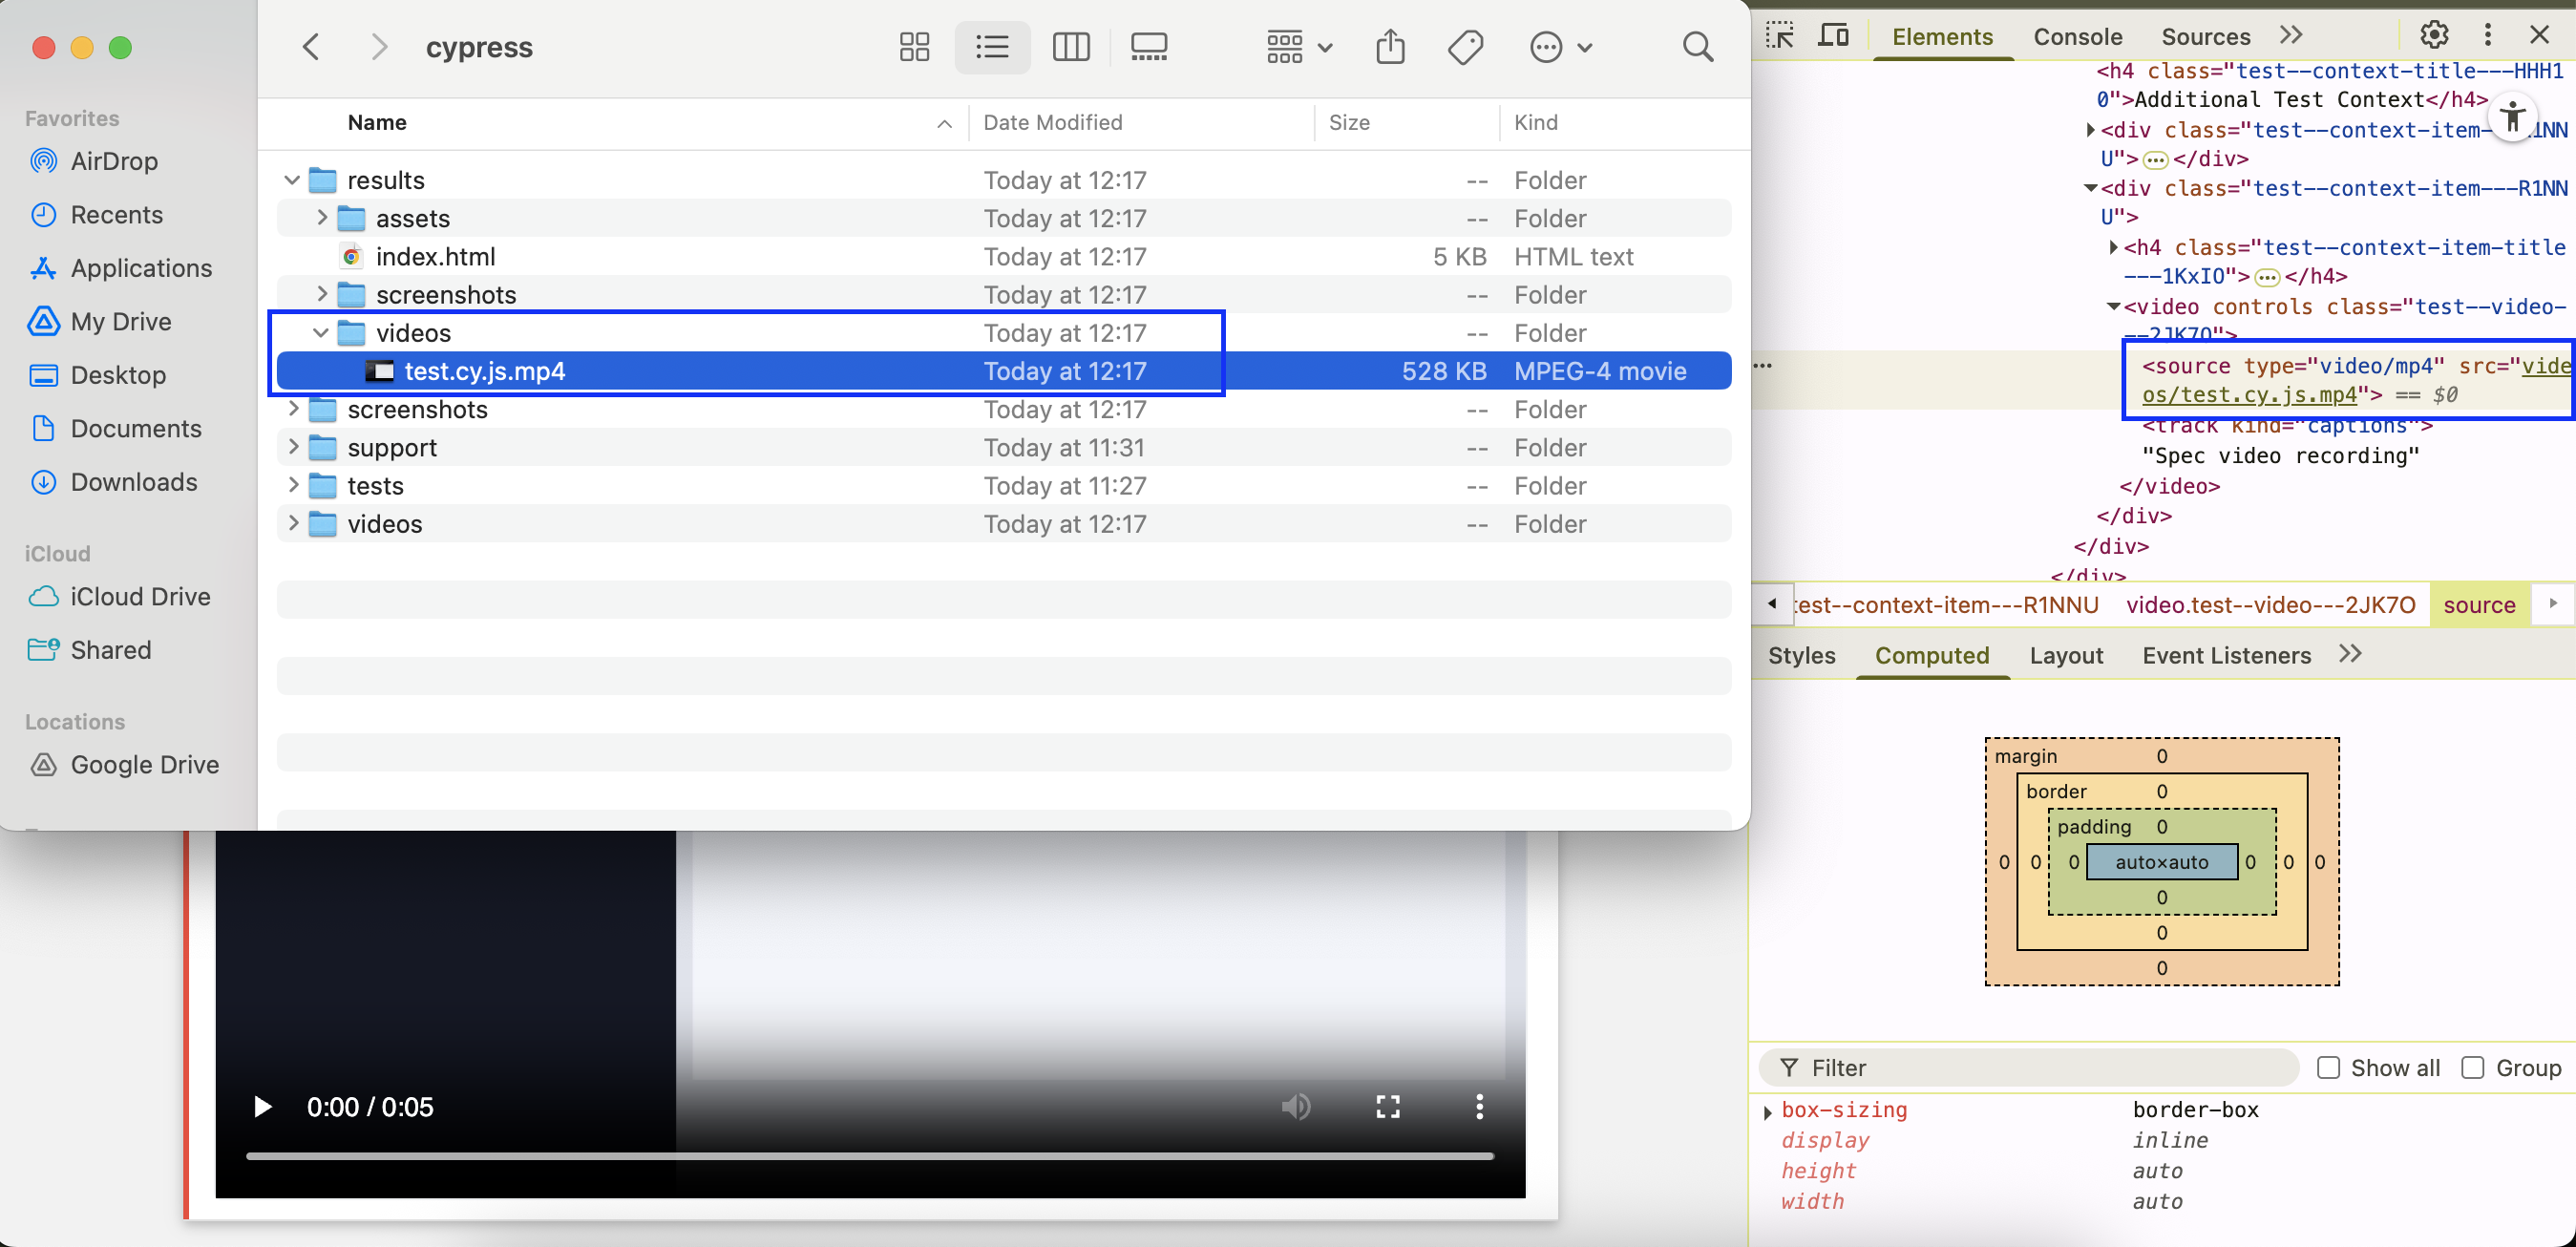 cypress
Favorites
AirDrop
Recents
Applications
My Drive
Desktop
Documents
Downloads
iCloud
iCloud Drive
Shared
Locations
Google Drive
Name Date Modified Size Kind
results Today at 12:17 -- Folder
assets Today at 12:17 -- Folder
index.html Today at 12:17 5 KB HTML text
screenshots Today at 12:17 -- Folder
videos Today at 12:17 -- Folder
test.cy.js.mp4 Today at 12:17 528 KB MPEG-4 movie
screenshots Today at 12:17 -- Folder
support Today at 11:31 -- Folder
tests Today at 11:27 -- Folder
videos Today at 12:17 -- Folder
0:00 / 0:05
Elements Console Sources
<h4 class="test--context-title---HHH1
0">Additional Test Context</h4>
<div class="test--context-item- 1NN
U"> </div>
<div class="test--context-item---R1NN
U">
<h4 class="test--context-item-title
---1KxIO"> </h4>
<video controls class="test--video-
--2JK7O">
<source type="video/mp4" src="vide
os/test.cy.js.mp4"> == $0
<track kind="captions">
"Spec video recording"
</video>
</div>
</div>
</div>
test--context-item---R1NNU video.test--video---2JK7O source
Styles Computed Layout Event Listeners
margin 0
border 0
padding 0
0 0 0 auto×auto 0 0 0
0
0
0
Filter Show all Group
box-sizing border-box
display inline
height auto
width auto